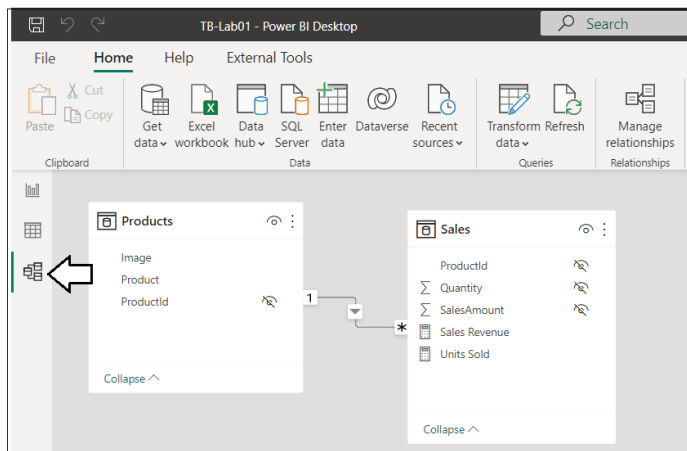 TB-Lab01 - Power BI Desktop
Search
File Home Help External Tools
Paste
Cut
Copy
Clipboard
Get data
Excel workbook
Data hub
SQL Server
Enter data
Dataverse
Recent sources
Data
Transform data
Refresh
Queries
Manage relationships
Relationships
Products
Image
Product
ProductId
Collapse
1
*
Sales
ProductId
Σ Quantity
Σ SalesAmount
Sales Revenue
Units Sold
Collapse